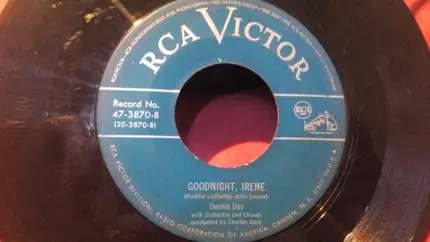 RCA VICTOR
Record No.
47-3870-B
(20-3870-B)
RCA
GOODNIGHT, IRENE
(Huddie Ledbetter-John Lomax)
Dennis Day
with Orchestra and Chorus
conducted by Charles Dant
RCA VICTOR DIVISION, RADIO CORPORATION OF AMERICA, CAMDEN, N. J.